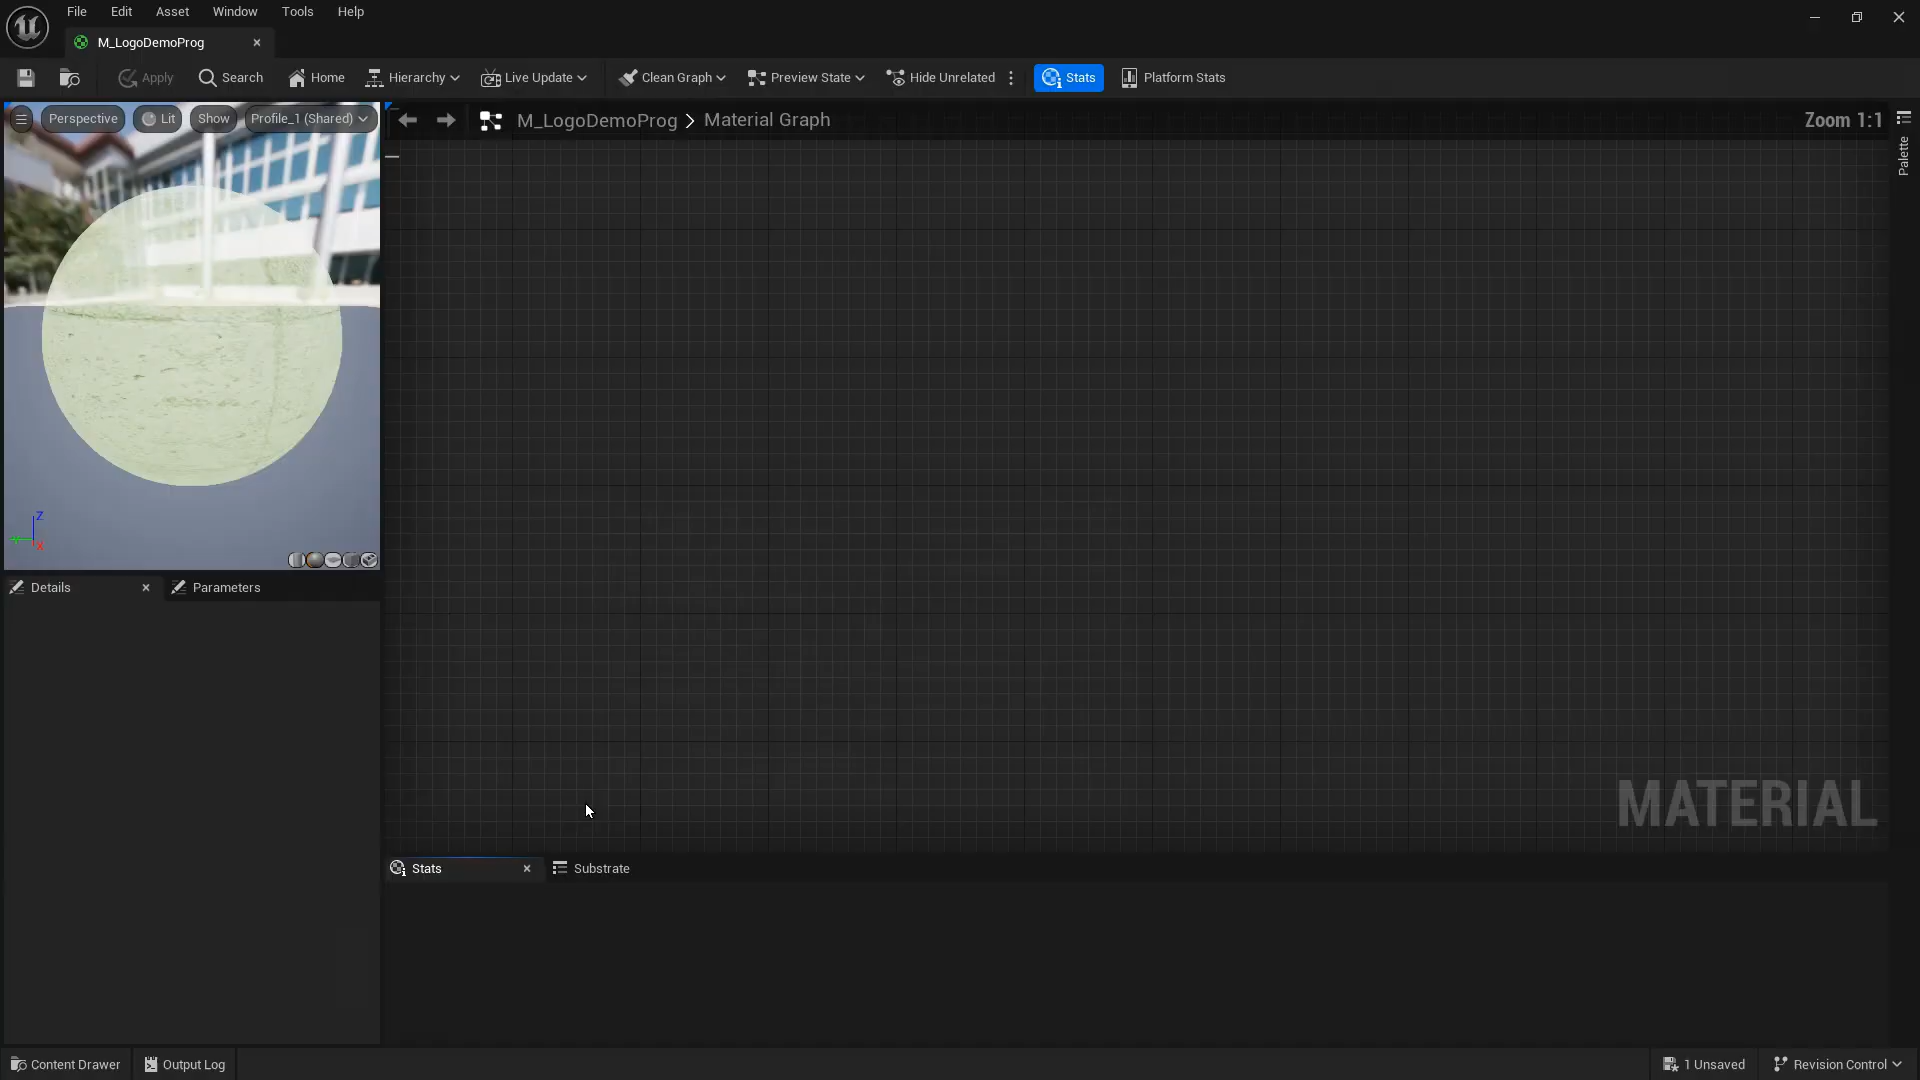 File Edit Asset Window Tools Help
M_LogoDemoProg
Apply Search Home Hierarchy Live Update Clean Graph Preview State Hide Unrelated Stats Platform Stats
Perspective Lit Show Profile_1 (Shared)
M_LogoDemoProg > Material Graph
Zoom 1:1
Palette
Z
X
Details Parameters
MATERIAL
Stats Substrate
Content Drawer Output Log 1 Unsaved Revision Control